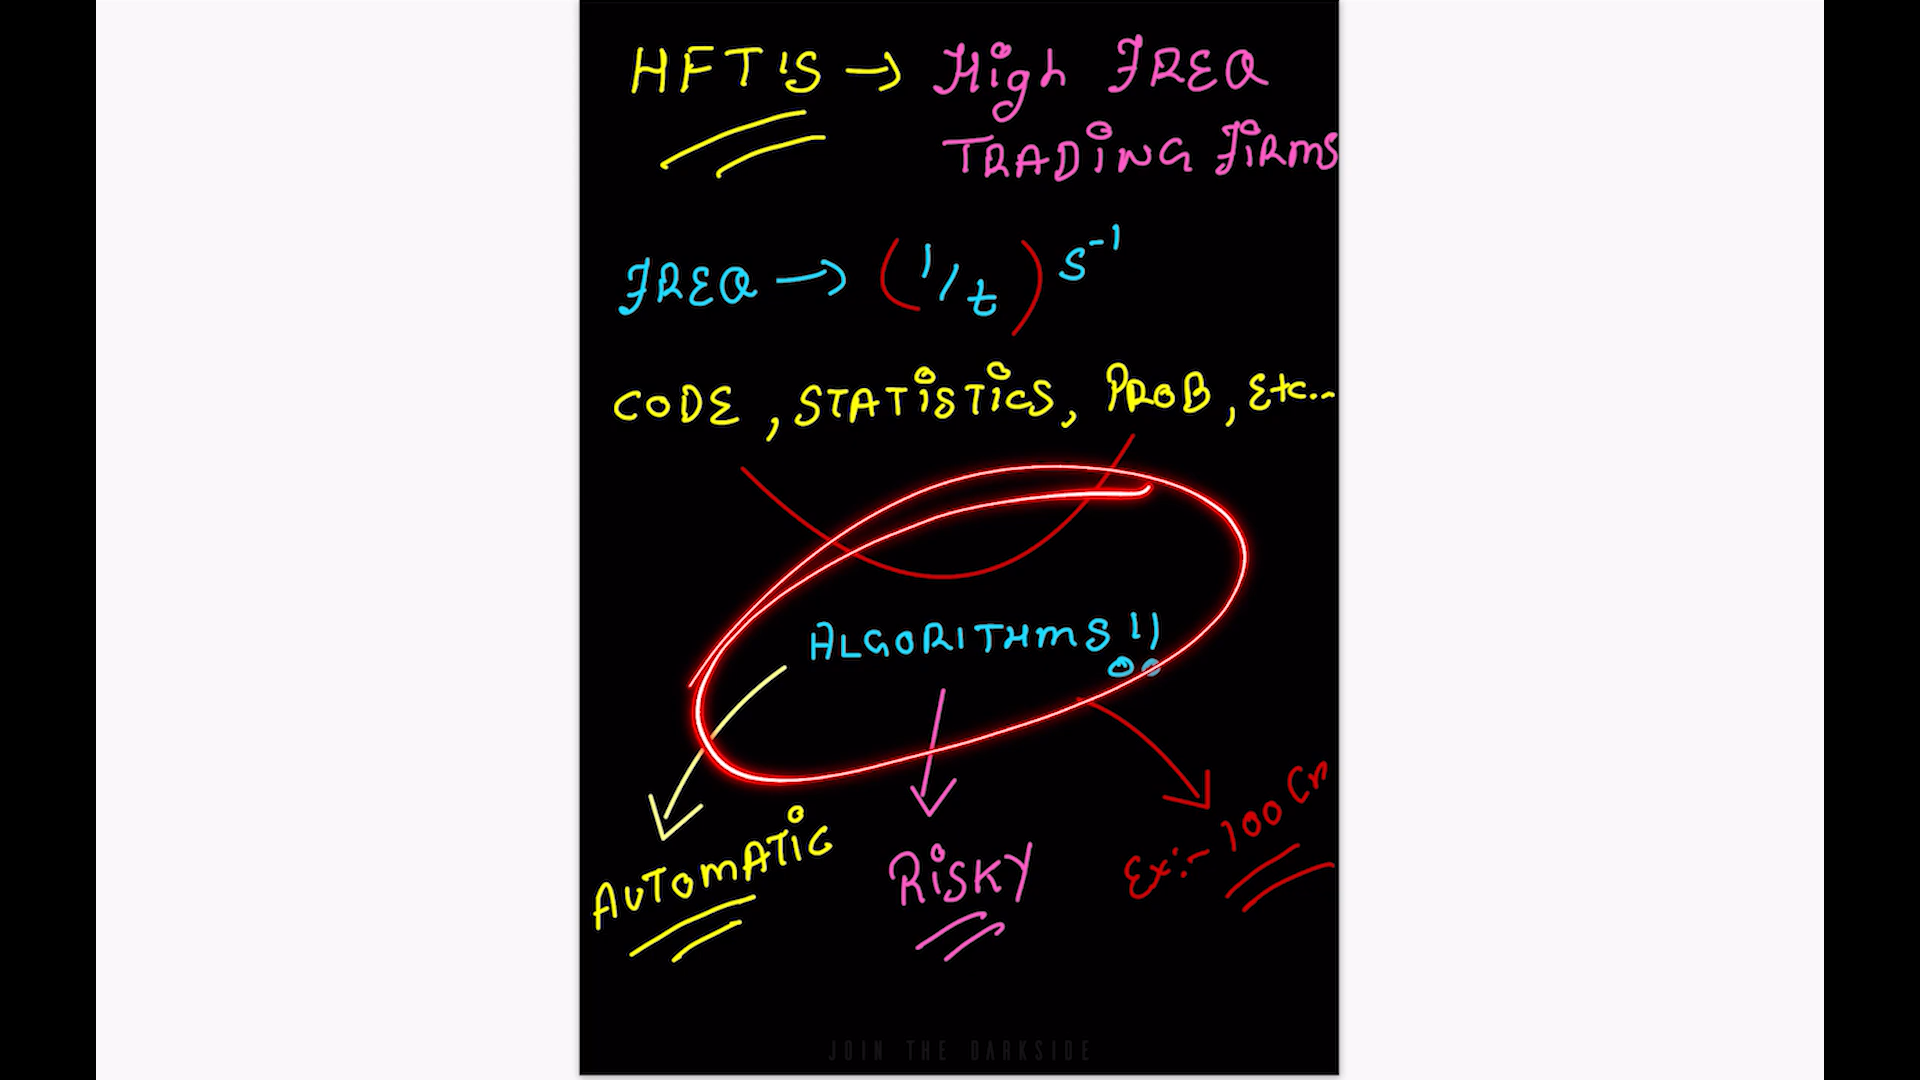 HFT'S → High FREQ
TRADING FIRMS
FREQ → (1/t) s⁻¹
CODE, STATISTICS, PROB, Etc...
ALGORITHMS!!
AUTOMATIC
RISKY
Ex:- 100 Cr
JOIN THE DARKSIDE